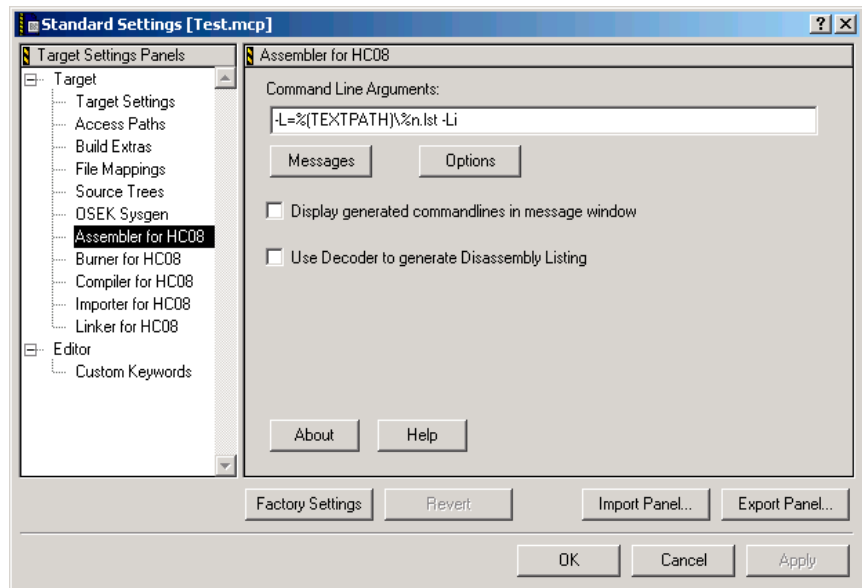 Standard Settings [Test.mcp]
Target Settings Panels
Target
Target Settings
Access Paths
Build Extras
File Mappings
Source Trees
OSEK Sysgen
Assembler for HC08
Burner for HC08
Compiler for HC08
Importer for HC08
Linker for HC08
Editor
Custom Keywords
Assembler for HC08
Command Line Arguments:
-L=%(TEXTPATH)\%n.lst -Li
Messages
Options
Display generated commandlines in message window
Use Decoder to generate Disassembly Listing
About
Help
Factory Settings
Revert
Import Panel...
Export Panel...
OK
Cancel
Apply